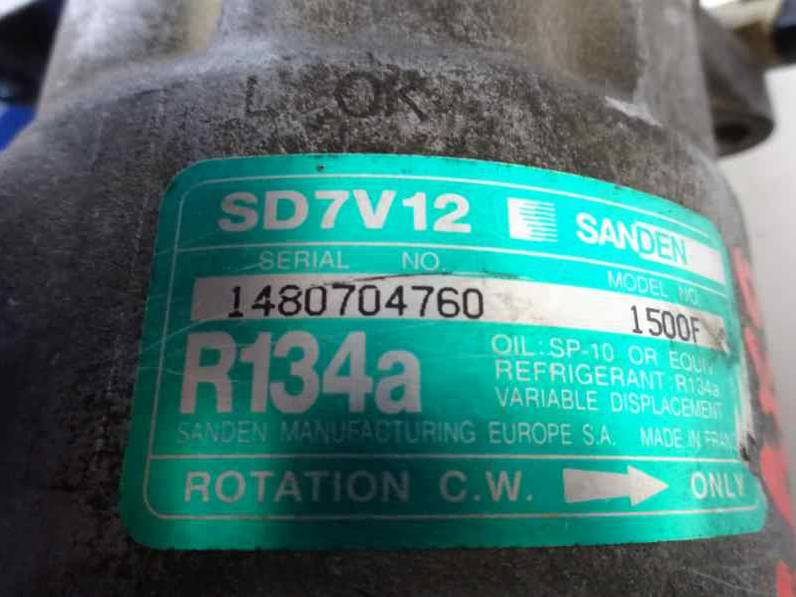 OK
SD7V12 SANDEN
SERIAL NO. MODEL NO.
1480704760 1500F
R134a
OIL: SP-10 OR EQUIV
REFRIGERANT: R134a
VARIABLE DISPLACEMENT
SANDEN MANUFACTURING EUROPE S.A. MADE IN
ROTATION C.W. ONLY